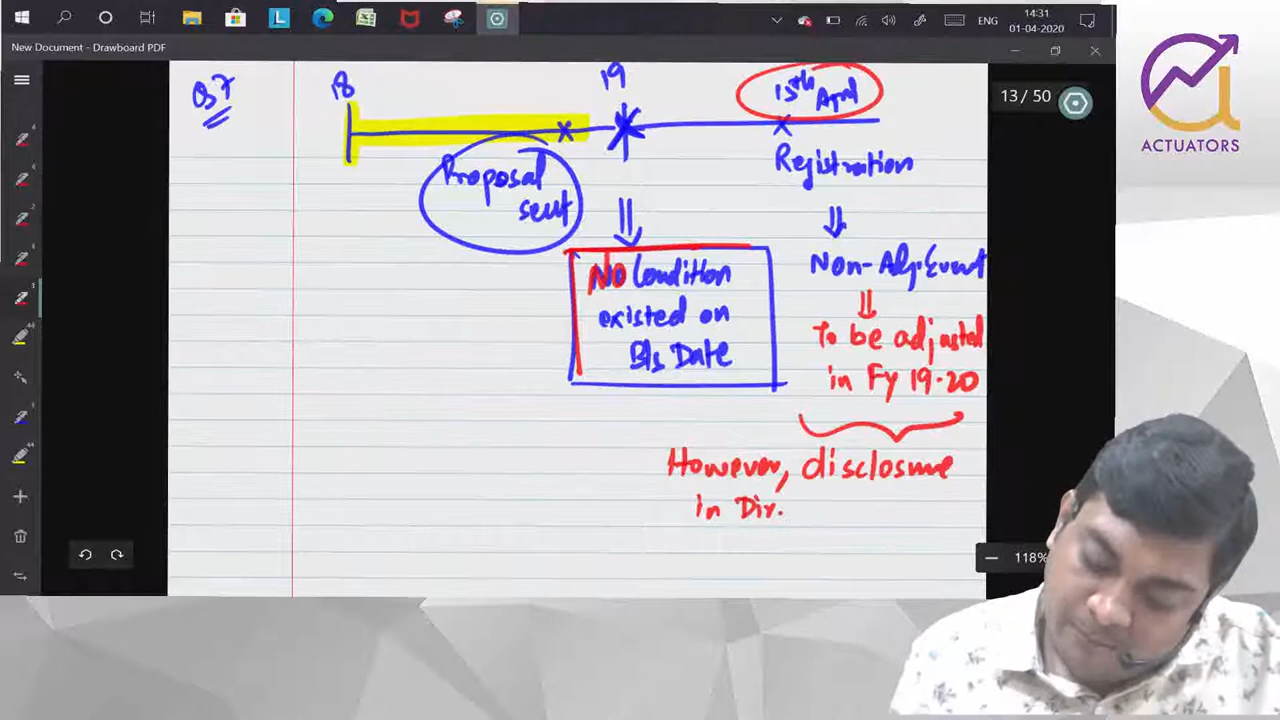 14:31
ENG
01-04-2020
New Document - Drawboard PDF
13 / 50
ACTUATORS
Q7
18
19
15th April
Proposal
sent
Registration
Non-Adj. Event
No Condition
existed on
B/s Date
To be adjusted
in Fy 19-20
However, disclosure
in Dir.
118%